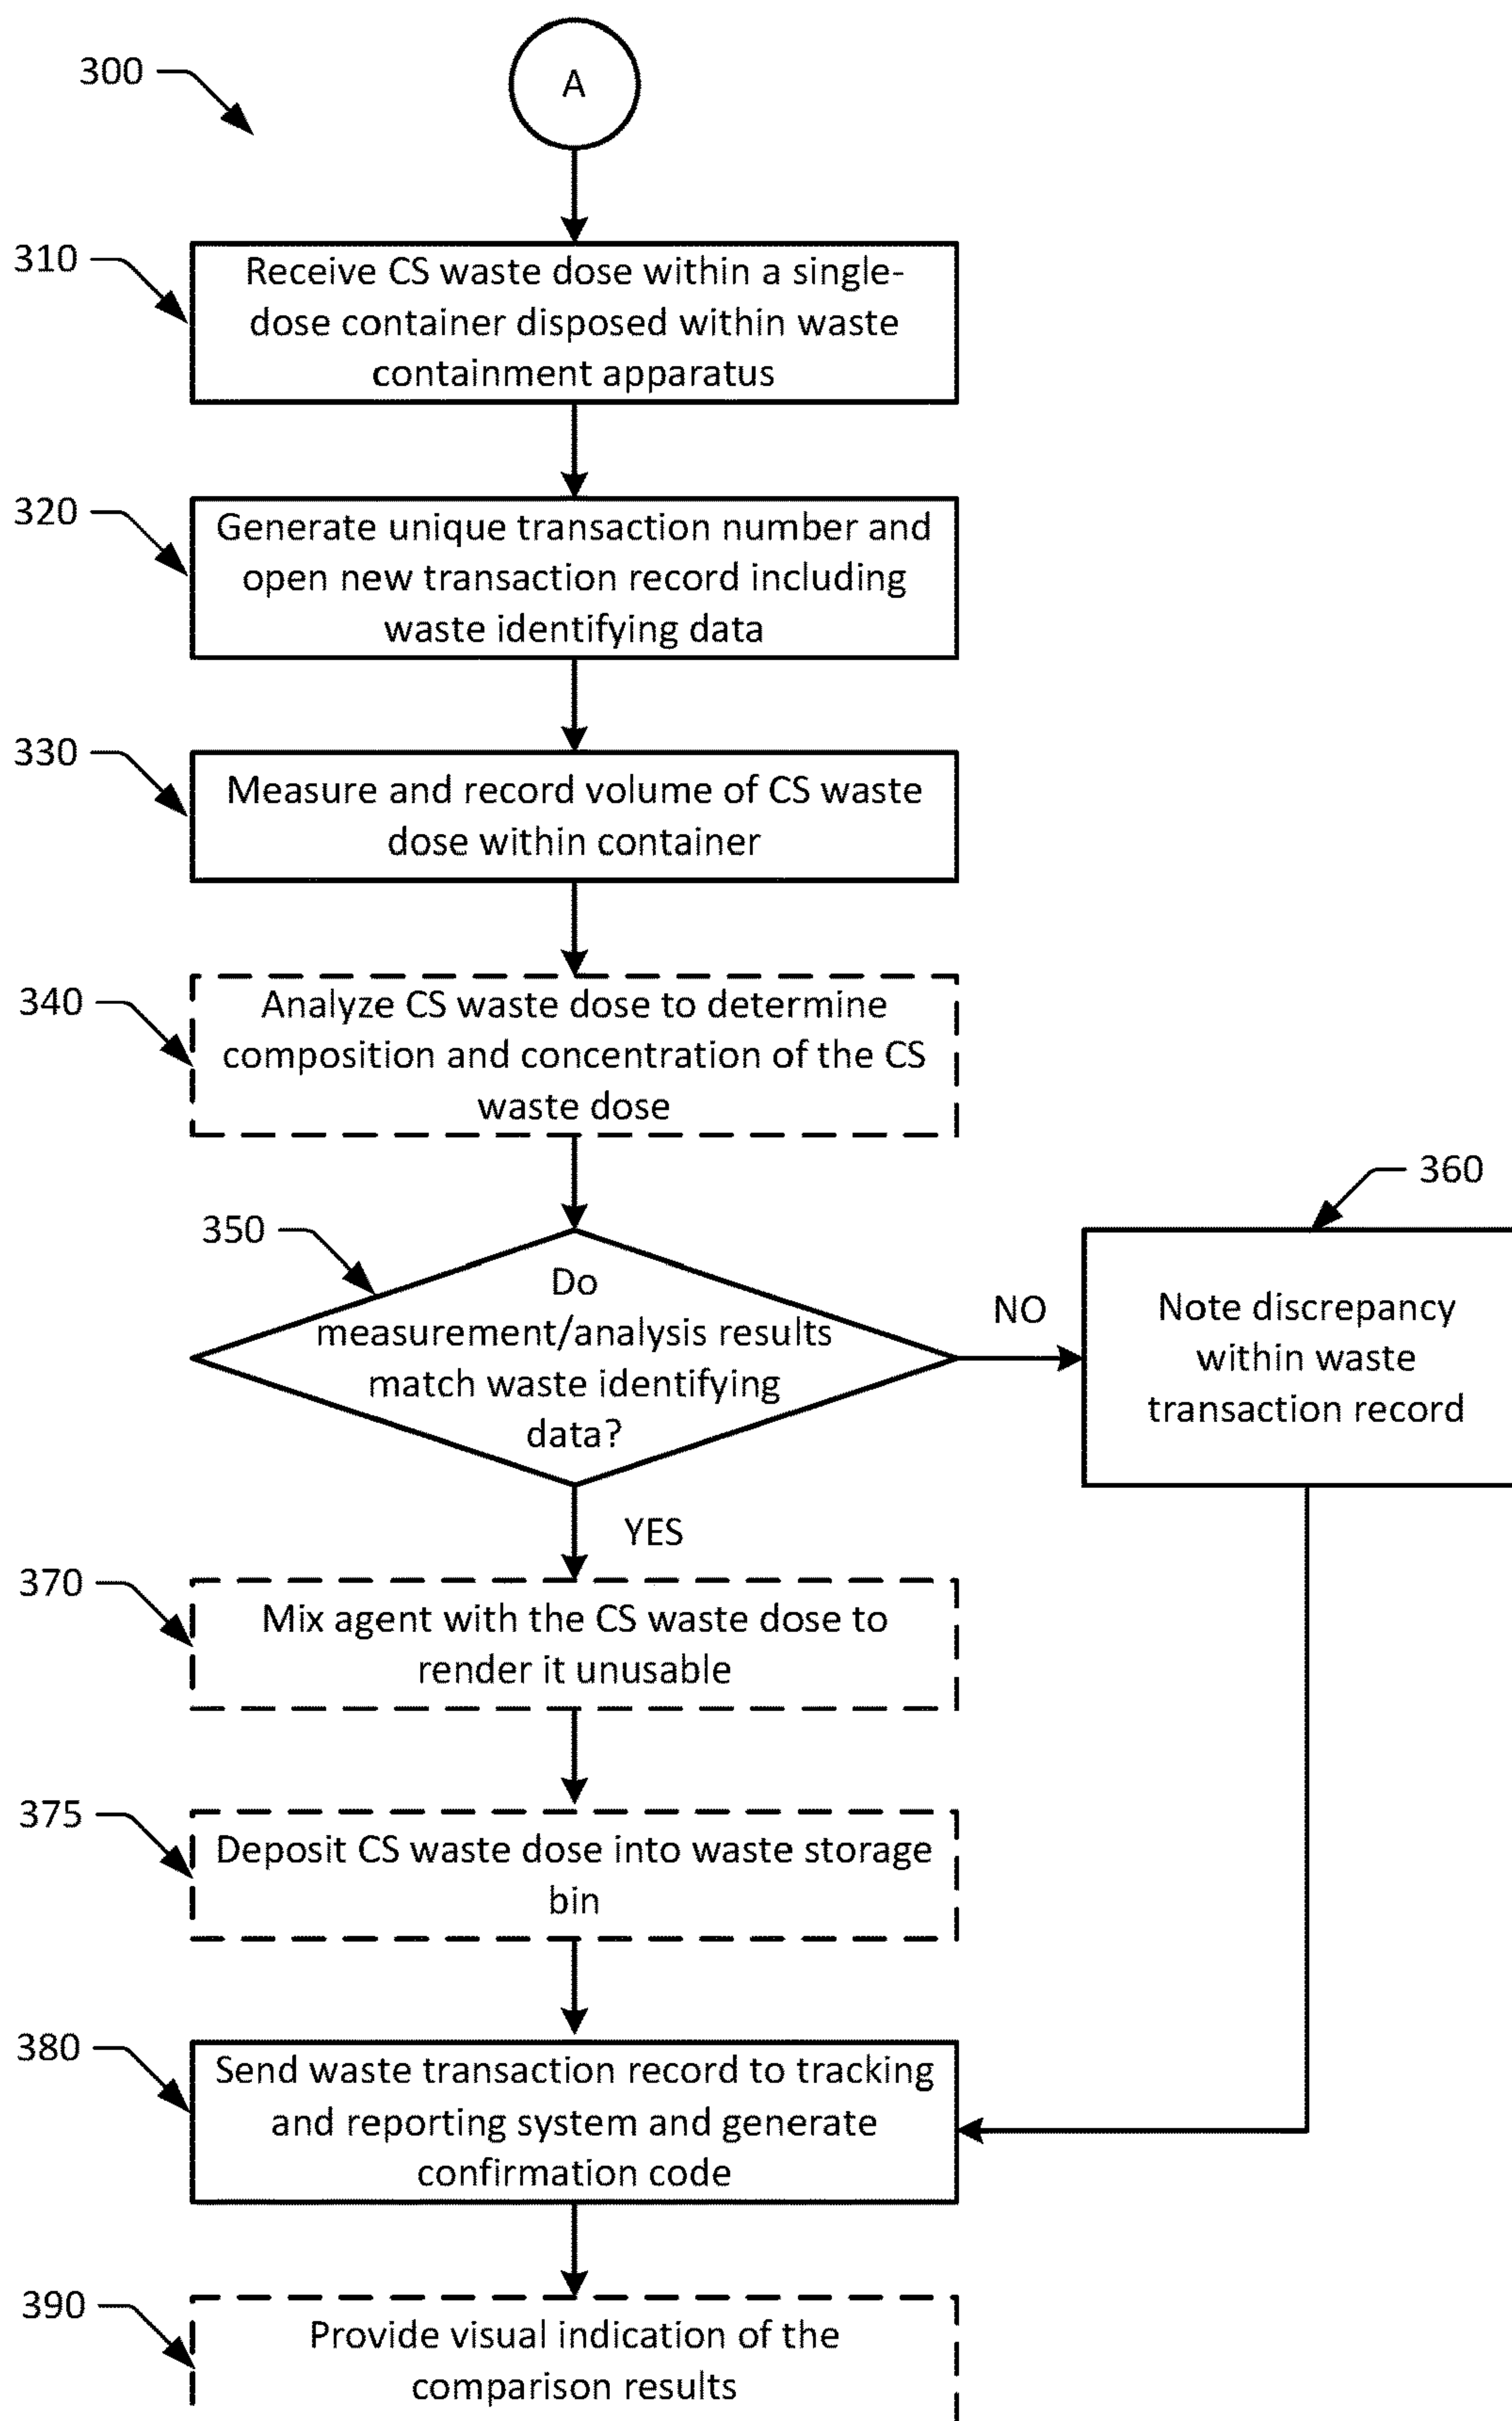 300
A
310
Receive CS waste dose within a single-
dose container disposed within waste
containment apparatus
320
Generate unique transaction number and
open new transaction record including
waste identifying data
330
Measure and record volume of CS waste
dose within container
340
Analyze CS waste dose to determine
composition and concentration of the CS
waste dose
350
Do
measurement/analysis results
match waste identifying
data?
NO
360
Note discrepancy
within waste
transaction record
YES
370
Mix agent with the CS waste dose to
render it unusable
375
Deposit CS waste dose into waste storage
bin
380
Send waste transaction record to tracking
and reporting system and generate
confirmation code
390
Provide visual indication of the
comparison results